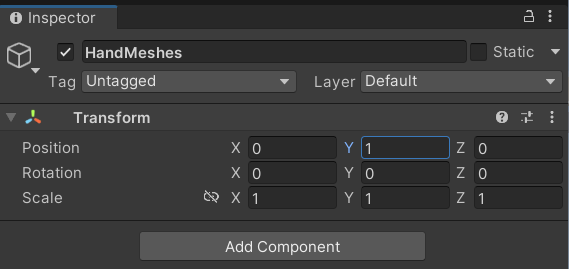 Inspector
HandMeshes Static
Tag Untagged Layer Default
Transform
Position X 0 Y 1 Z 0
Rotation X 0 Y 0 Z 0
Scale X 1 Y 1 Z 1
Add Component